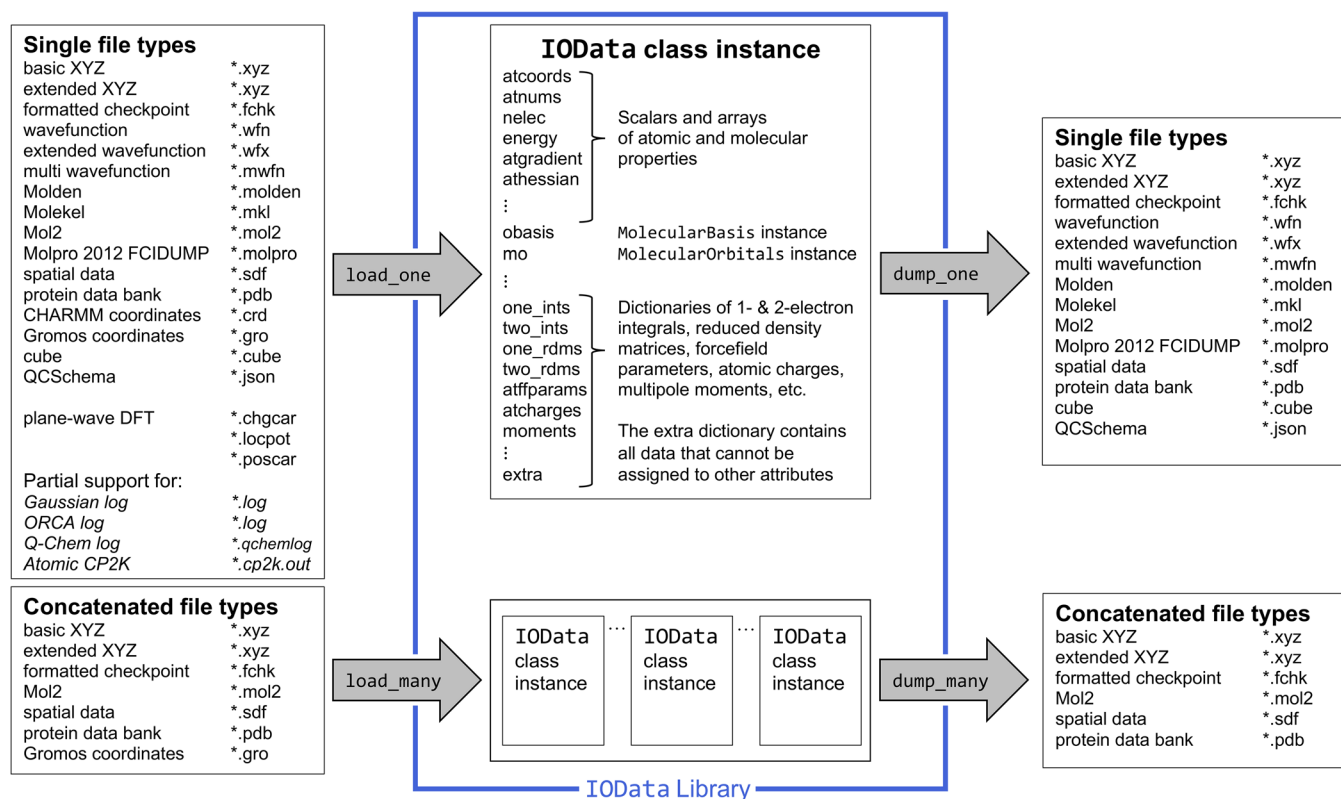 Single file types
basic XYZ *.xyz
extended XYZ *.xyz
formatted checkpoint *.fchk
wavefunction *.wfn
extended wavefunction *.wfx
multi wavefunction *.mwfn
Molden *.molden
Molekel *.mkl
Mol2 *.mol2
Molpro 2012 FCIDUMP *.molpro
spatial data *.sdf
protein data bank *.pdb
CHARMM coordinates *.crd
Gromos coordinates *.gro
cube *.cube
QCSchema *.json
plane-wave DFT *.chgcar
*.locpot
*.poscar
Partial support for:
Gaussian log *.log
ORCA log *.log
Q-Chem log *.qchemlog
Atomic CP2K *.cp2k.out
Concatenated file types
basic XYZ *.xyz
extended XYZ *.xyz
formatted checkpoint *.fchk
Mol2 *.mol2
spatial data *.sdf
protein data bank *.pdb
Gromos coordinates *.gro
load_one
load_many
IOData class instance
atcoords
atnums
nelec
energy
atgradient
athessian
⋮
Scalars and arrays
of atomic and molecular
properties
obasis MolecularBasis instance
mo MolecularOrbitals instance
⋮
one_ints
two_ints
one_rdms
two_rdms
atffparams
atcharges
moments
⋮
extra
Dictionaries of 1- & 2-electron
integrals, reduced density
matrices, forcefield
parameters, atomic charges,
multipole moments, etc.
The extra dictionary contains
all data that cannot be
assigned to other attributes
IOData
class
instance
...
IOData
class
instance
...
IOData
class
instance
IOData Library
dump_one
dump_many
Single file types
basic XYZ *.xyz
extended XYZ *.xyz
formatted checkpoint *.fchk
wavefunction *.wfn
extended wavefunction *.wfx
multi wavefunction *.mwfn
Molden *.molden
Molekel *.mkl
Mol2 *.mol2
Molpro 2012 FCIDUMP *.molpro
spatial data *.sdf
protein data bank *.pdb
cube *.cube
QCSchema *.json
Concatenated file types
basic XYZ *.xyz
extended XYZ *.xyz
formatted checkpoint *.fchk
Mol2 *.mol2
spatial data *.sdf
protein data bank *.pdb